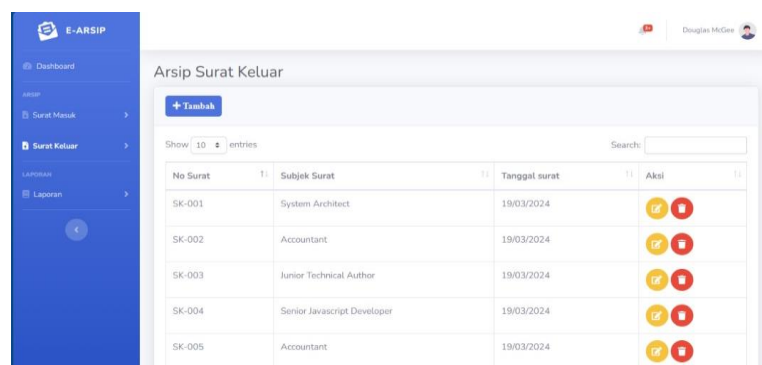 E-ARSIP
Douglas McGee
Dashboard
Arsip Surat Keluar
ARSIP
Surat Masuk
+ Tambah
Surat Keluar
Show 10 entries
Search:
LAPORAN
Laporan
No Surat Subjek Surat Tanggal surat Aksi
SK-001 System Architect 19/03/2024
SK-002 Accountant 19/03/2024
SK-003 Junior Technical Author 19/03/2024
SK-004 Senior Javascript Developer 19/03/2024
SK-005 Accountant 19/03/2024